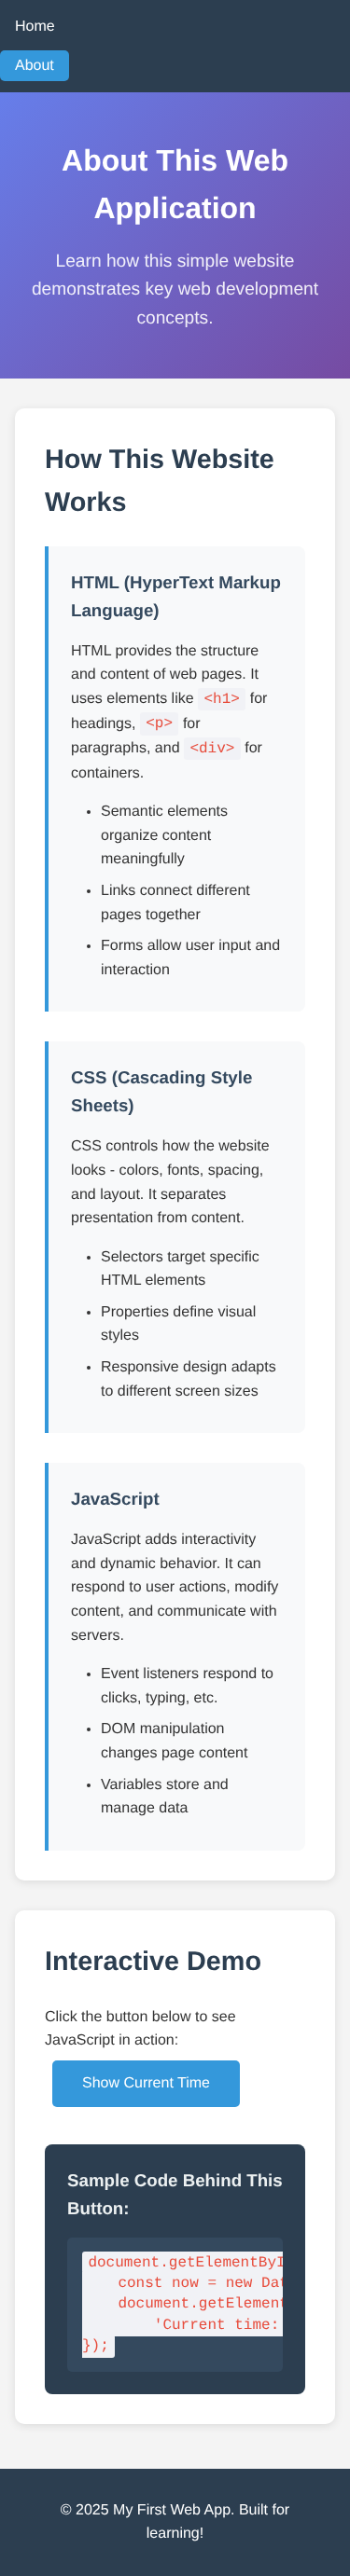 Home
About
About This Web
Application
Learn how this simple website
demonstrates key web development
concepts.
How This Website
Works
HTML (HyperText Markup
Language)
HTML provides the structure
and content of web pages. It
uses elements like <h1> for
headings, <p> for
paragraphs, and <div> for
containers.
• Semantic elements
organize content
meaningfully
• Links connect different
pages together
• Forms allow user input and
interaction
CSS (Cascading Style
Sheets)
CSS controls how the website
looks - colors, fonts, spacing,
and layout. It separates
presentation from content.
• Selectors target specific
HTML elements
• Properties define visual
styles
• Responsive design adapts
to different screen sizes
JavaScript
JavaScript adds interactivity
and dynamic behavior. It can
respond to user actions, modify
content, and communicate with
servers.
• Event listeners respond to
clicks, typing, etc.
• DOM manipulation
changes page content
• Variables store and
manage data
Interactive Demo
Click the button below to see
JavaScript in action:
Show Current Time
Sample Code Behind This
Button:
document.getElementBy
const now = new Dat
document.getElement
'Current time:
});
© 2025 My First Web App. Built for
learning!